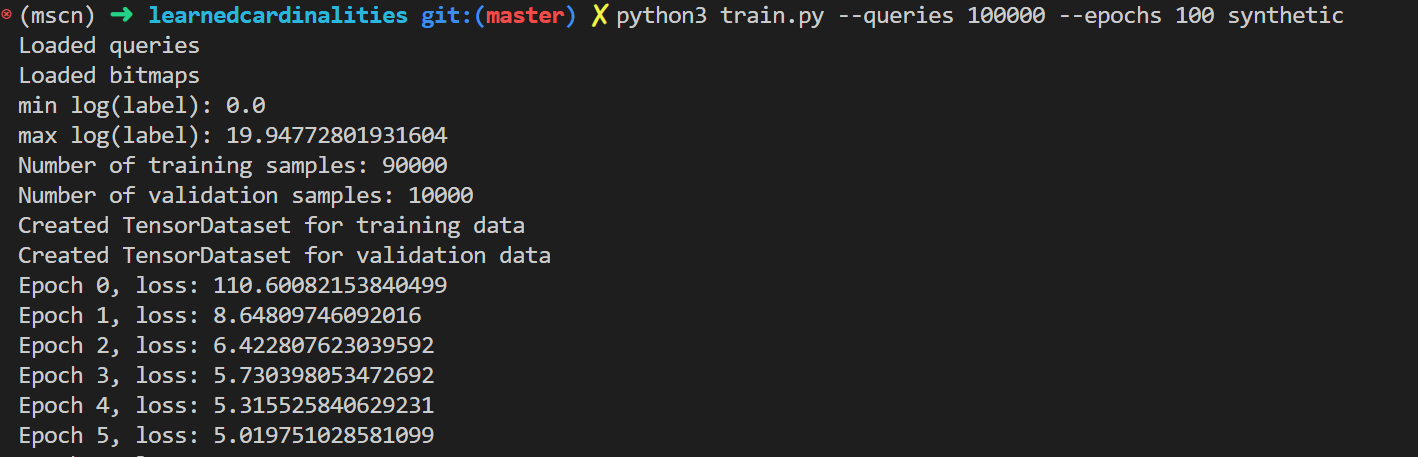 (mscn) ➜ learnedcardinalities git:(master) ✗ python3 train.py --queries 100000 --epochs 100 synthetic
Loaded queries
Loaded bitmaps
min log(label): 0.0
max log(label): 19.94772801931604
Number of training samples: 90000
Number of validation samples: 10000
Created TensorDataset for training data
Created TensorDataset for validation data
Epoch 0, loss: 110.60082153840499
Epoch 1, loss: 8.64809746092016
Epoch 2, loss: 6.422807623039592
Epoch 3, loss: 5.730398053472692
Epoch 4, loss: 5.315525840629231
Epoch 5, loss: 5.019751028581099